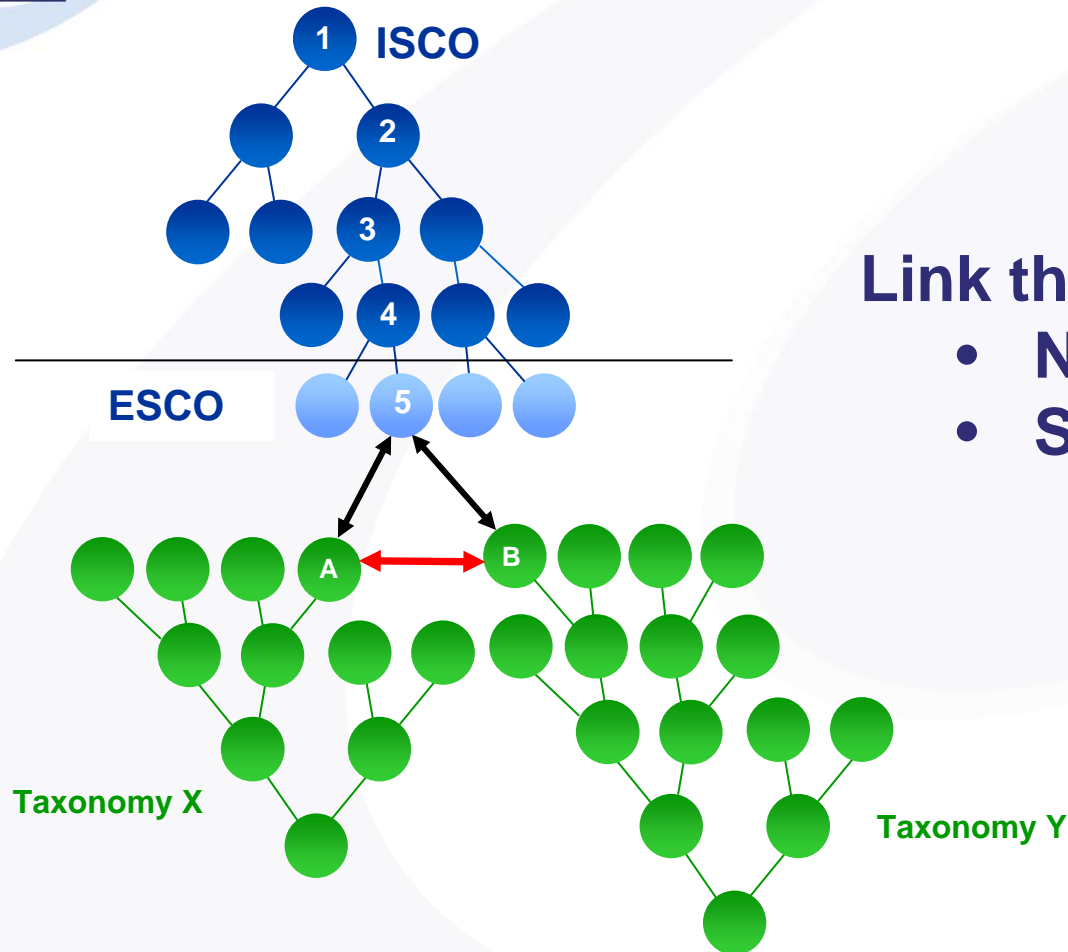 1 ISCO
2
3
4
ESCO
5
A
B
Taxonomy X
Taxonomy Y
Link th
• N
• S